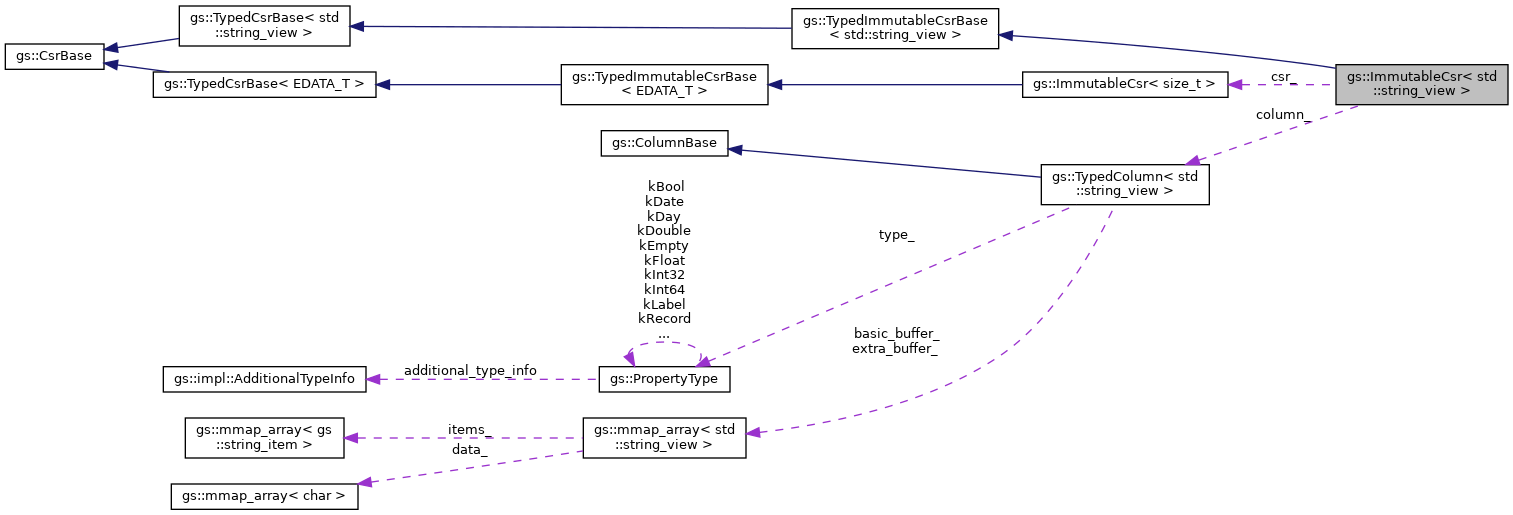 gs::CsrBase
gs::TypedCsrBase< std
::string_view >
gs::TypedCsrBase< EDATA_T >
gs::TypedImmutableCsrBase
< std::string_view >
gs::TypedImmutableCsrBase
< EDATA_T >
gs::ImmutableCsr< size_t >
csr_
gs::ImmutableCsr< std
::string_view >
column_
gs::ColumnBase
gs::TypedColumn< std
::string_view >
kBool
kDate
kDay
kDouble
kEmpty
kFloat
kInt32
kInt64
kLabel
kRecord
...
type_
basic_buffer_
extra_buffer_
gs::impl::AdditionalTypeInfo
additional_type_info
gs::PropertyType
gs::mmap_array< gs
::string_item >
items_
data_
gs::mmap_array< std
::string_view >
gs::mmap_array< char >